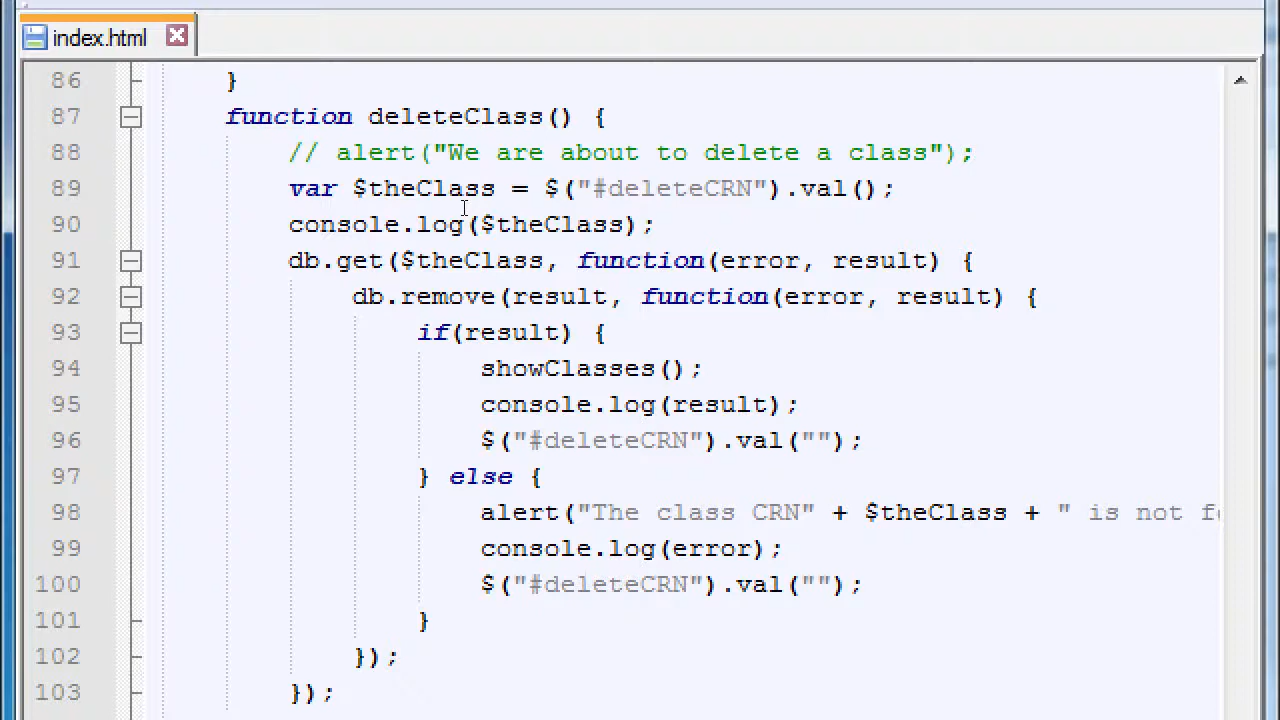 index.html
86 }
87 function deleteClass() {
88 // alert("We are about to delete a class");
89 var $theClass = $("#deleteCRN").val();
90 console.log($theClass);
91 db.get($theClass, function(error, result) {
92 db.remove(result, function(error, result) {
93 if(result) {
94 showClasses();
95 console.log(result);
96 $("#deleteCRN").val("");
97 } else {
98 alert("The class CRN" + $theClass + " is not
99 console.log(error);
100 $("#deleteCRN").val("");
101 }
102 });
103 });